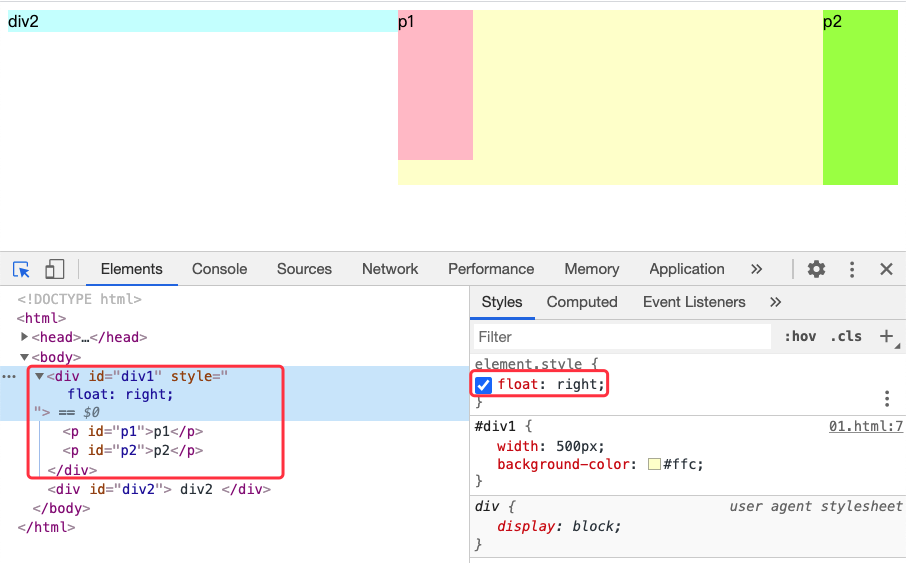 div2 p1 p2
Elements Console Sources Network Performance Memory Application »
<!DOCTYPE html>
<html>
<head>…</head>
<body>
<div id="div1" style="
float: right;
"> == $0
<p id="p1">p1</p>
<p id="p2">p2</p>
</div>
<div id="div2"> div2 </div>
</body>
</html>
Styles Computed Event Listeners »
Filter :hov .cls +
element.style {
float: right;
}
#div1 { 01.html:7
width: 500px;
background-color: #ffc;
}
div { user agent stylesheet
display: block;
}